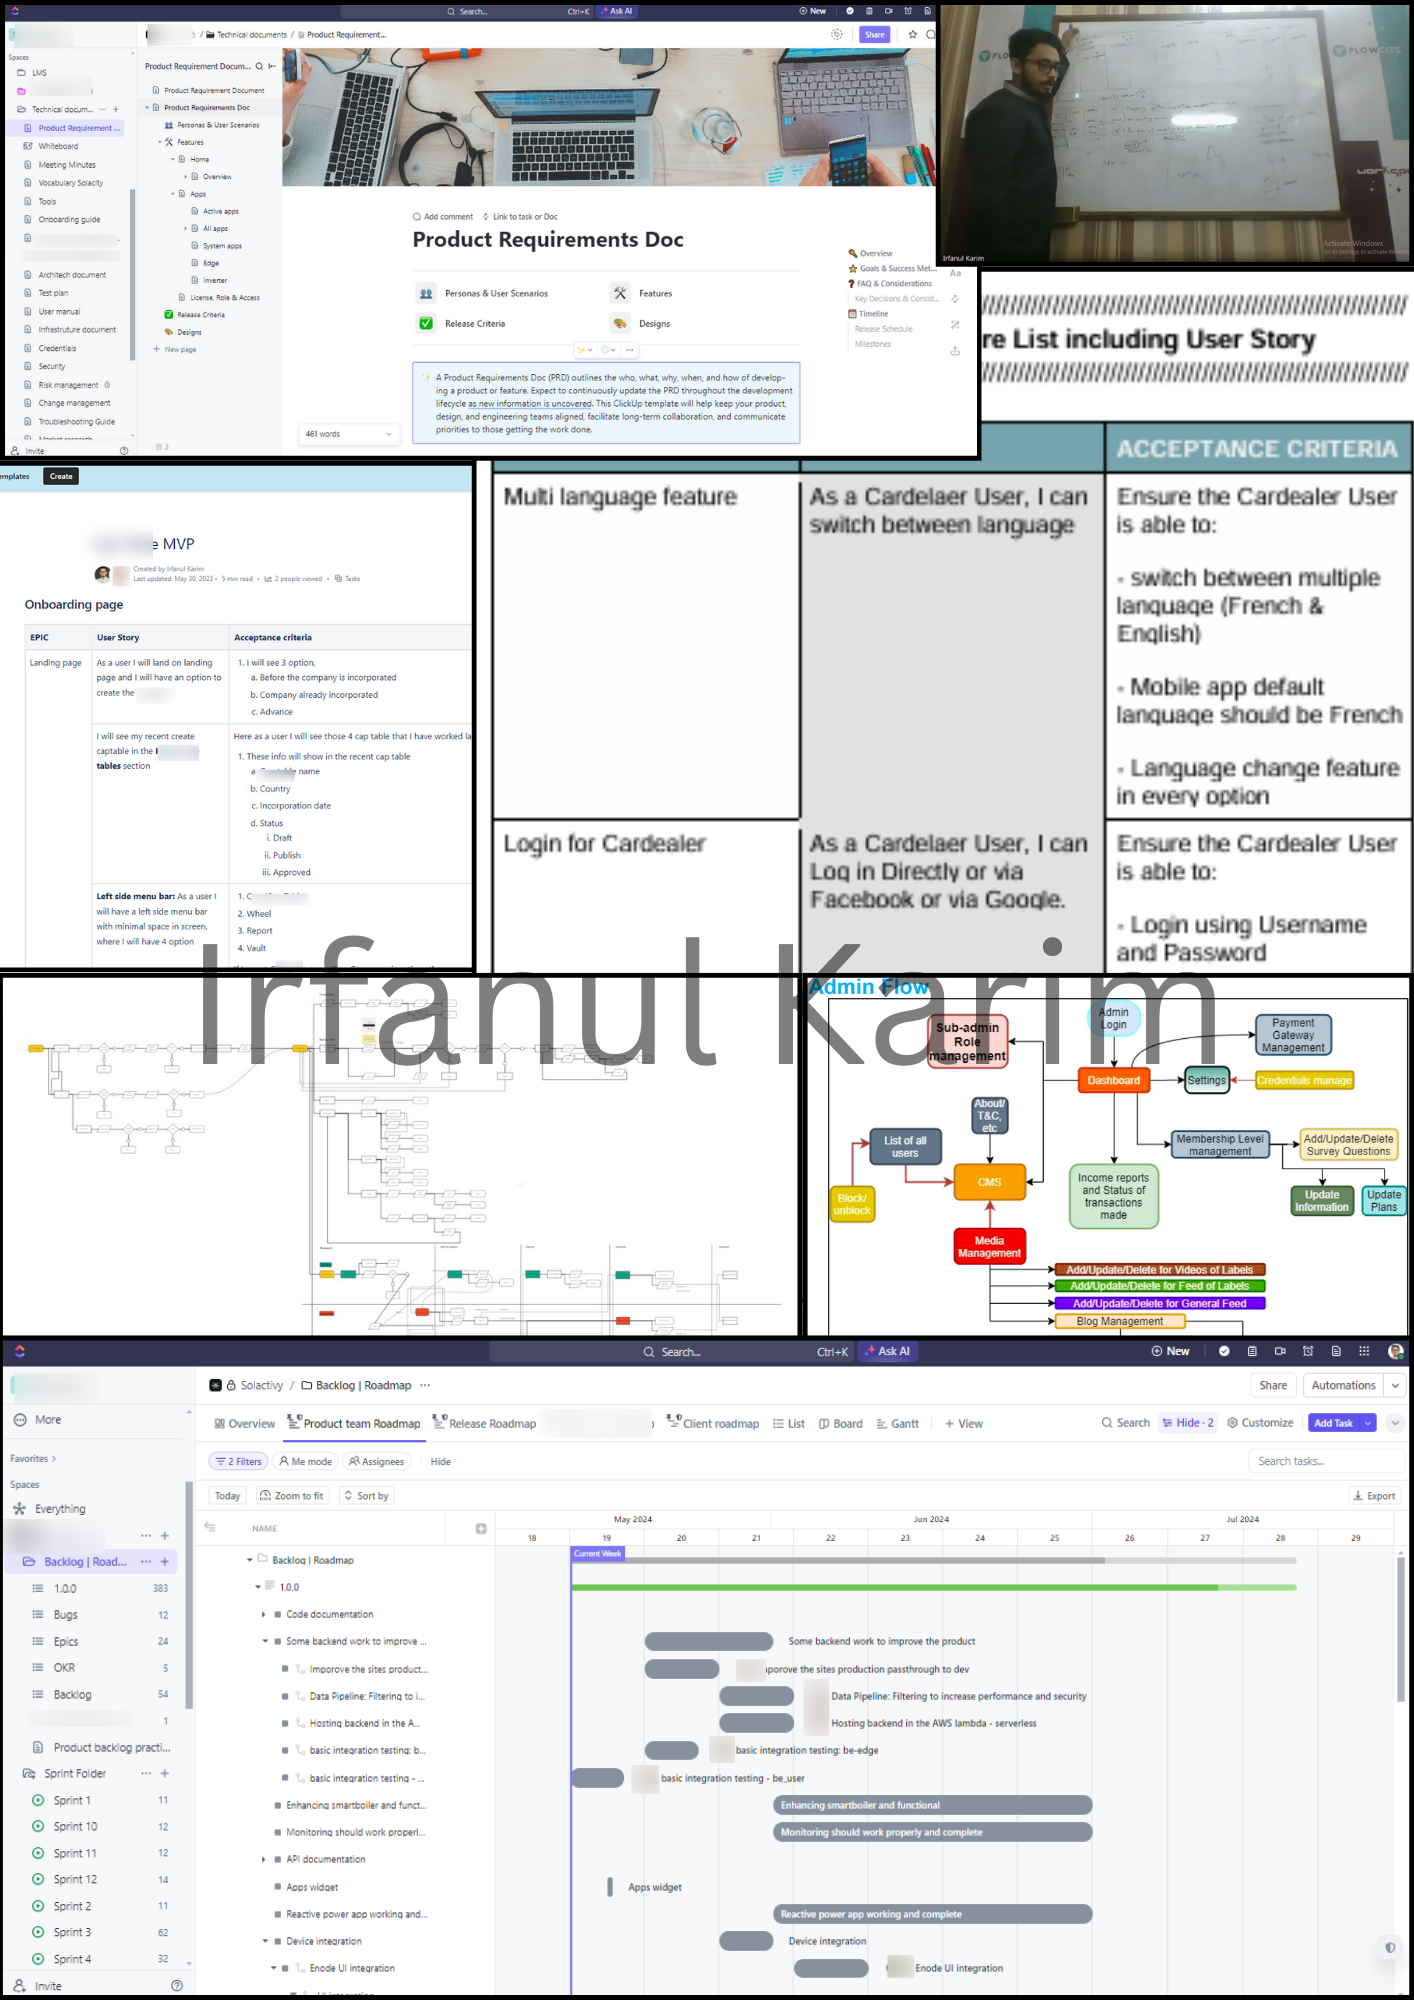 Search...
Ctrl+K
Ask AI
New
/ Technical documents / Product Requirement...
Share
Spaces
LMS
Technical docum...
Product Requirement ...
Whiteboard
Meeting Minutes
Vocabulary Solacity
Tools
Onboarding guide
Architech document
Test plan
User manual
Infrastruture document
Credentials
Security
Risk management
Change management
Troubleshooting Guide
Market research
Invite
Product Requirement Docum...
Product Requirement Document
Product Requirements Doc
Personas & User Scenarios
Features
Home
Overview
Apps
Active apps
All apps
System apps
Edge
Inverter
License, Role & Access
Release Criteria
Designs
+ New page
3
Add comment
Link to task or Doc
Product Requirements Doc
Personas & User Scenarios
Features
Release Criteria
Designs
A Product Requirements Doc (PRD) outlines the who, what, why, when, and how of develop-
ing a product or feature. Expect to continuously update the PRD throughout the development
lifecycle as new information is uncovered. This ClickUp template will help keep your product,
design, and engineering teams aligned, facilitate long-term collaboration, and communicate
priorities to those getting the work done.
461 words
Overview
Goals & Success Met...
FAQ & Considerations
Key Decisions & Consid...
Timeline
Release Schedule
Milestones
Aa
FLOWCITE
Activate Windows
Go to Settings to activate Windows
Irfanul Karim
re List including User Story
ACCEPTANCE CRITERIA
Multi language feature
As a Cardelaer User, I can
switch between language
Ensure the Cardealer User
is able to:
- switch between multiple
language (French &
English)
- Mobile app default
language should be French
- Language change feature
in every option
Login for Cardealer
As a Cardelaer User, I can
Log in Directly or via
Facebook or via Google.
Ensure the Cardealer User
is able to:
- Login using Username
and Password
emplates
Create
e MVP
Created by Irfanul Karim
Last updated: May 30, 2023 • 5 min read • 2 people viewed • Tasks
Onboarding page
EPIC
User Story
Acceptance criteria
Landing page
As a user I will land on landing
page and I will have an option to
create the
1. I will see 3 option,
a. Before the company is incorporated
b. Company already incorporated
c. Advance
I will see my recent create
captable in the
tables section
Here as a user I will see those 4 cap table that I have worked la
1. These info will show in the recent cap table
a. name
b. Country
c. Incorporation date
d. Status
i. Draft
ii. Publish
iii. Approved
Left side menu bar: As a user I
will have a left side menu bar
with minimal space in screen,
where I will have 4 option
1. C
2. Wheel
3. Report
4. Vault
Irfanul Karim
Admin Flow
Admin
Login
Sub-admin
Role
management
Payment
Gateway
Management
Dashboard
Settings
Credentials manage
About/
T&C,
etc
List of all
users
Membership Level
management
Add/Update/Delete
Survey Questions
CMS
Block/
unblock
Income reports
and Status of
transactions
made
Update
Information
Update
Plans
Media
Management
Add/Update/Delete for Videos of Labels
Add/Update/Delete for Feed of Labels
Add/Update/Delete for General Feed
Blog Management
Search...
Ctrl+K
Ask AI
New
Solactivy / Backlog | Roadmap ...
Share
Automations
More
Overview
Product team Roadmap
Release Roadmap
Client roadmap
List
Board
Gantt
+ View
Search
Hide · 2
Customize
Add Task
Favorites >
2 Filters
Me mode
Assignees
Hide
Search tasks...
Spaces
Everything
Today
Zoom to fit
Sort by
Export
NAME
May 2024
Jun 2024
Jul 2024
18 19 20 21 22 23 24 25 26 27 28 29
Current Week
Backlog | Road...
1.0.0 383
Bugs 12
Epics 24
OKR 5
Backlog 54
1
Product backlog practi...
Sprint Folder
Sprint 1 11
Sprint 10 12
Sprint 11 12
Sprint 12 14
Sprint 2 11
Sprint 3 62
Sprint 4 32
Invite
Backlog | Roadmap
1.0.0
Code documentation
Some backend work to improve ...
Some backend work to improve the product
Imporove the sites product...
mporove the sites production passthrough to dev
Data Pipeline: Filtering to i...
Data Pipeline: Filtering to increase performance and security
Hosting backend in the A...
Hosting backend in the AWS lambda - serverless
basic integration testing: b...
basic integration testing: be-edge
basic integration testing - ...
basic integration testing - be_user
Enhancing smartboiler and funct...
Enhancing smartboiler and functional
Monitoring should work properl...
Monitoring should work properly and complete
API documentation
Apps widget
Apps widget
Reactive power app working and...
Reactive power app working and complete
Device integration
Device integration
Enode UI integration
Enode UI integration